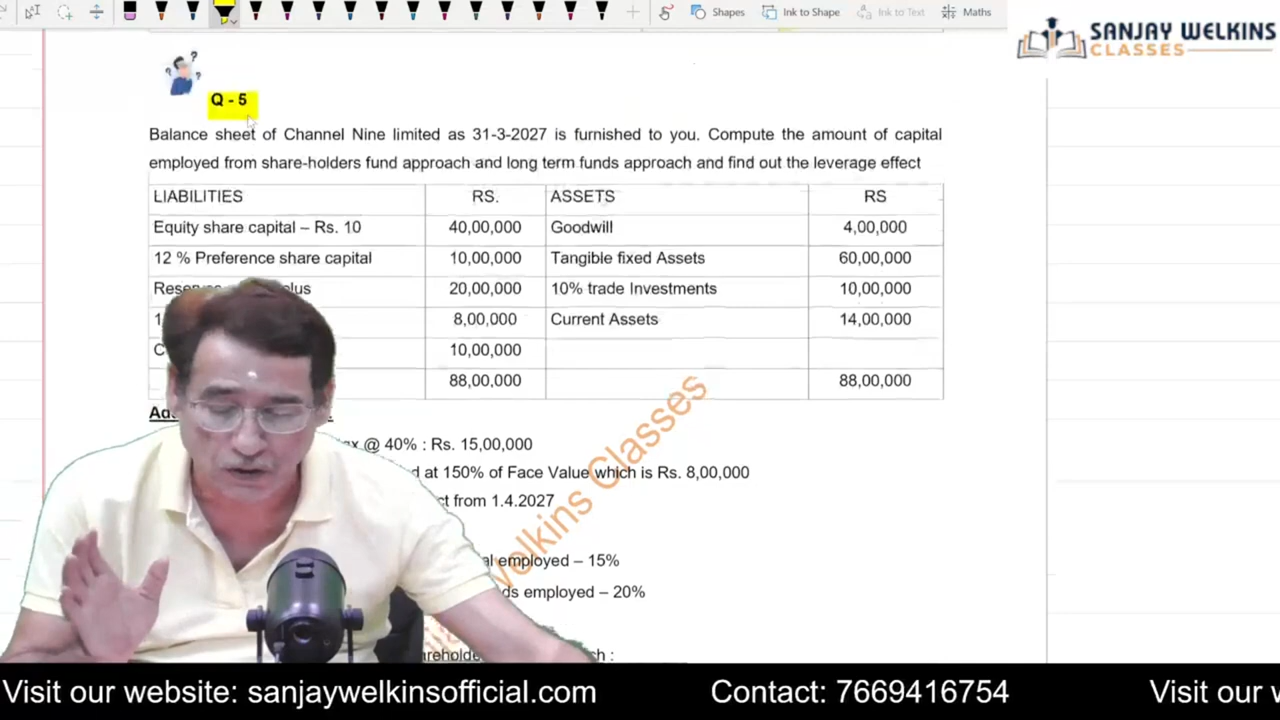 Shapes Ink to Shape Ink to Text Maths
SANJAY WELKINS
CLASSES
Q - 5
Balance sheet of Channel Nine limited as 31-3-2027 is furnished to you. Compute the amount of capital
employed from share-holders fund approach and long term funds approach and find out the leverage effect
LIABILITIES RS. ASSETS RS
Equity share capital – Rs. 10 40,00,000 Goodwill 4,00,000
12 % Preference share capital 10,00,000 Tangible fixed Assets 60,00,000
20,00,000 10% trade Investments 10,00,000
8,00,000 Current Assets 14,00,000
10,00,000
88,00,000 88,00,000
@ 40% : Rs. 15,00,000
at 150% of Face Value which is Rs. 8,00,000
from 1.4.2027
employed – 15%
employed – 20%
Welkins Classes
Visit our website: sanjaywelkinsofficial.com Contact: 7669416754 Visit our